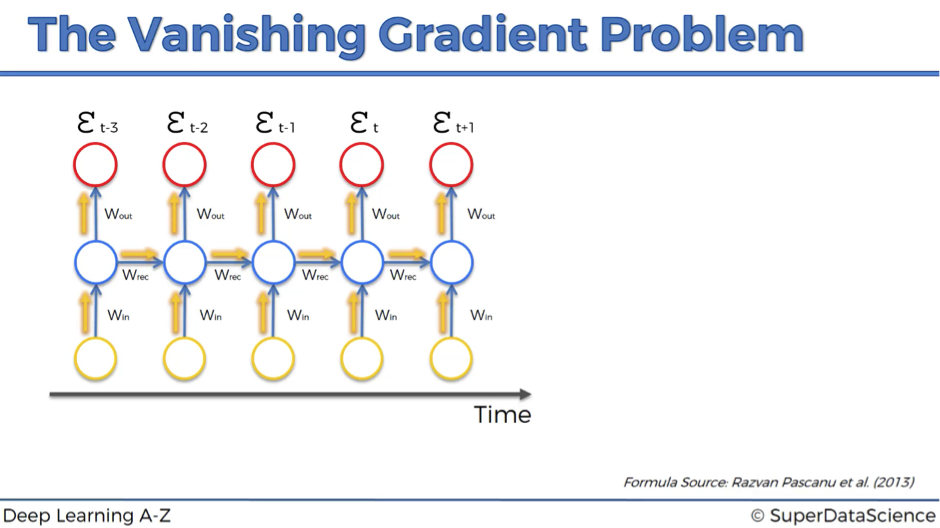 The Vanishing Gradient Problem
Ɛ t-3 Ɛ t-2 Ɛ t-1 Ɛ t Ɛ t+1
Wout Wout Wout Wout Wout
Wrec Wrec Wrec Wrec
Win Win Win Win Win
Time
Formula Source: Razvan Pascanu et al. (2013)
Deep Learning A-Z © SuperDataScience